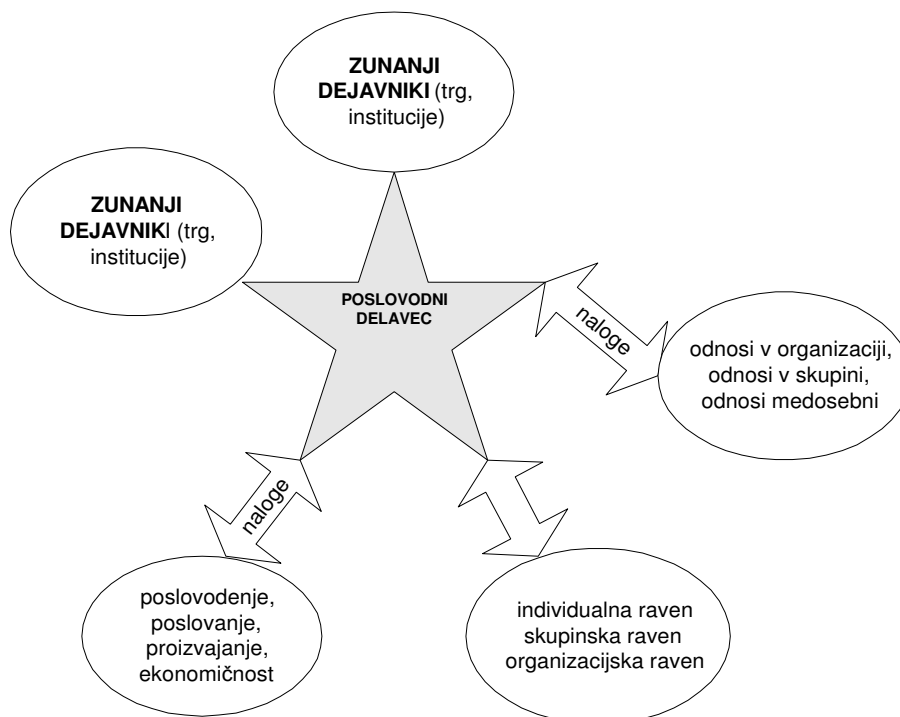 ZUNANJI
DEJAVNIKI (trg,
institucije)
ZUNANJI
DEJAVNIKI (trg,
institucije)
POSLOVODNI
DELAVEC
naloge
odnosi v organizaciji,
odnosi v skupini,
odnosi medosebni
naloge
poslovodenje,
poslovanje,
proizvajanje,
ekonomičnost
individualna raven
skupinska raven
organizacijska raven